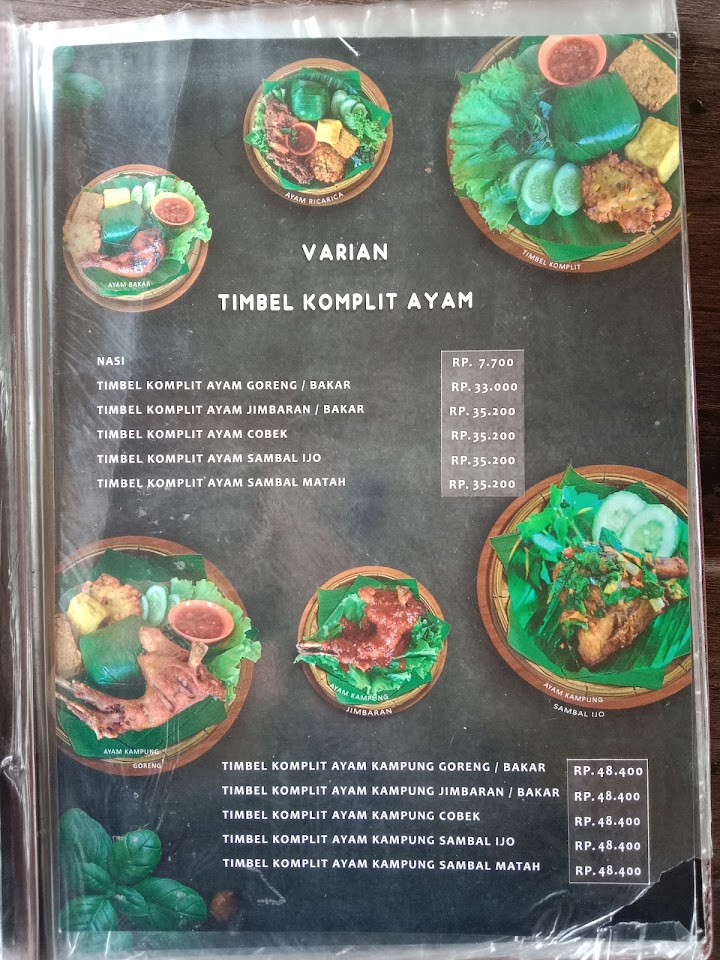 AYAM RICARICA
TIMBEL KOMPLIT
AYAM BAKAR
VARIAN
TIMBEL KOMPLIT AYAM
NASI RP. 7.700
TIMBEL KOMPLIT AYAM GORENG / BAKAR RP. 33.000
TIMBEL KOMPLIT AYAM JIMBARAN / BAKAR RP. 35.200
TIMBEL KOMPLIT AYAM COBEK RP. 35.200
TIMBEL KOMPLIT AYAM SAMBAL IJO RP.35.200
TIMBEL KOMPLIT AYAM SAMBAL MATAH RP. 35.200
AYAM KAMPUNG
GORENG
AYAM KAMPUNG
JIMBARAN
AYAM KAMPUNG
SAMBAL IJO
TIMBEL KOMPLIT AYAM KAMPUNG GORENG / BAKAR RP. 48.400
TIMBEL KOMPLIT AYAM KAMPUNG JIMBARAN / BAKAR RP. 48.400
TIMBEL KOMPLIT AYAM KAMPUNG COBEK RP. 48.400
TIMBEL KOMPLIT AYAM KAMPUNG SAMBAL IJO RP. 48.400
TIMBEL KOMPLIT AYAM KAMPUNG SAMBAL MATAH RP. 48.400